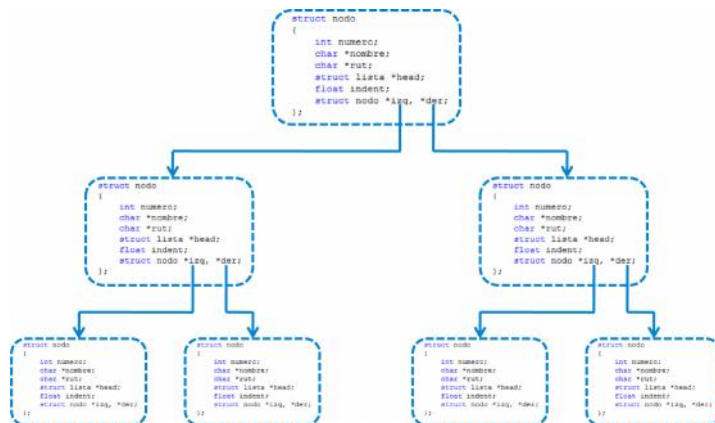 struct nodo
{
int numero;
char *nombre;
char *rut;
struct lista *head;
float indent;
struct nodo *izq, *der;
};
struct nodo
{
int numero;
char *nombre;
char *rut;
struct lista *head;
float indent;
struct nodo *izq, *der;
};
struct nodo
{
int numero;
char *nombre;
char *rut;
struct lista *head;
float indent;
struct nodo *izq, *der;
};
struct nodo
{
int numero;
char *nombre;
char *rut;
struct lista *head;
float indent;
struct nodo *izq, *der;
};
struct nodo
{
int numero;
char *nombre;
char *rut;
struct lista *head;
float indent;
struct nodo *izq, *der;
};
struct nodo
{
int numero;
char *nombre;
char *rut;
struct lista *head;
float indent;
struct nodo *izq, *der;
};
struct nodo
{
int numero;
char *nombre;
char *rut;
struct lista *head;
float indent;
struct nodo *izq, *der;
};